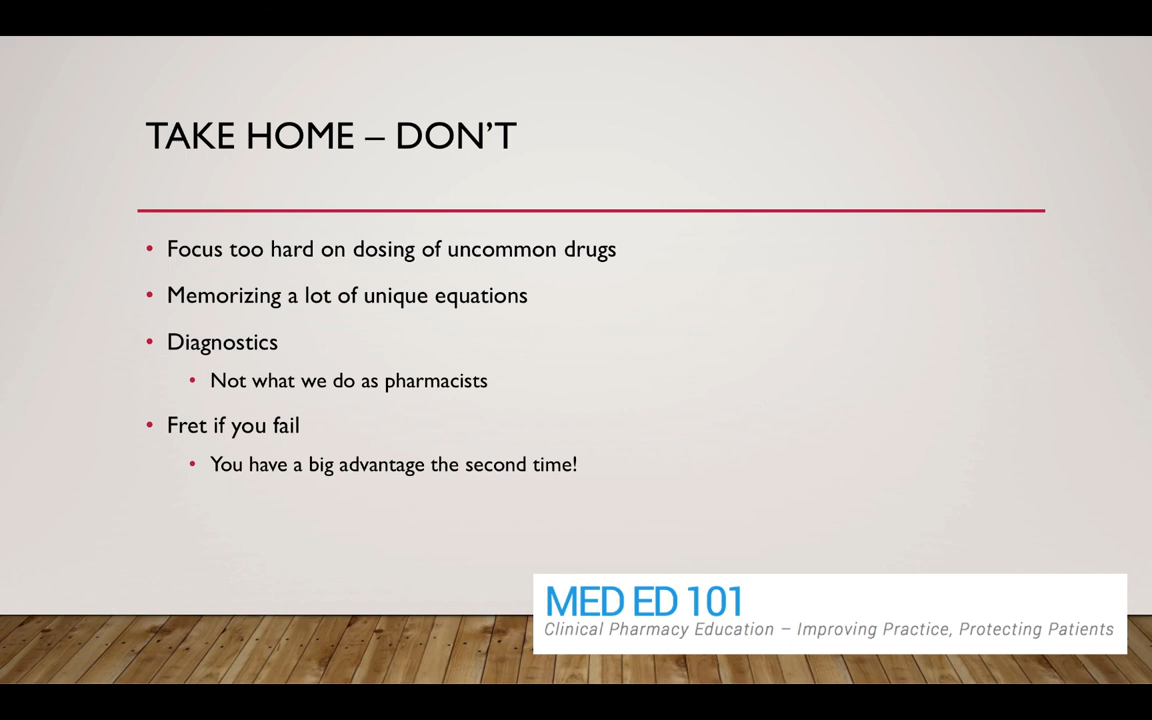 TAKE HOME – DON'T
Focus too hard on dosing of uncommon drugs
Memorizing a lot of unique equations
Diagnostics
Not what we do as pharmacists
Fret if you fail
You have a big advantage the second time!
MED ED 101
Clinical Pharmacy Education – Improving Practice, Protecting Patients